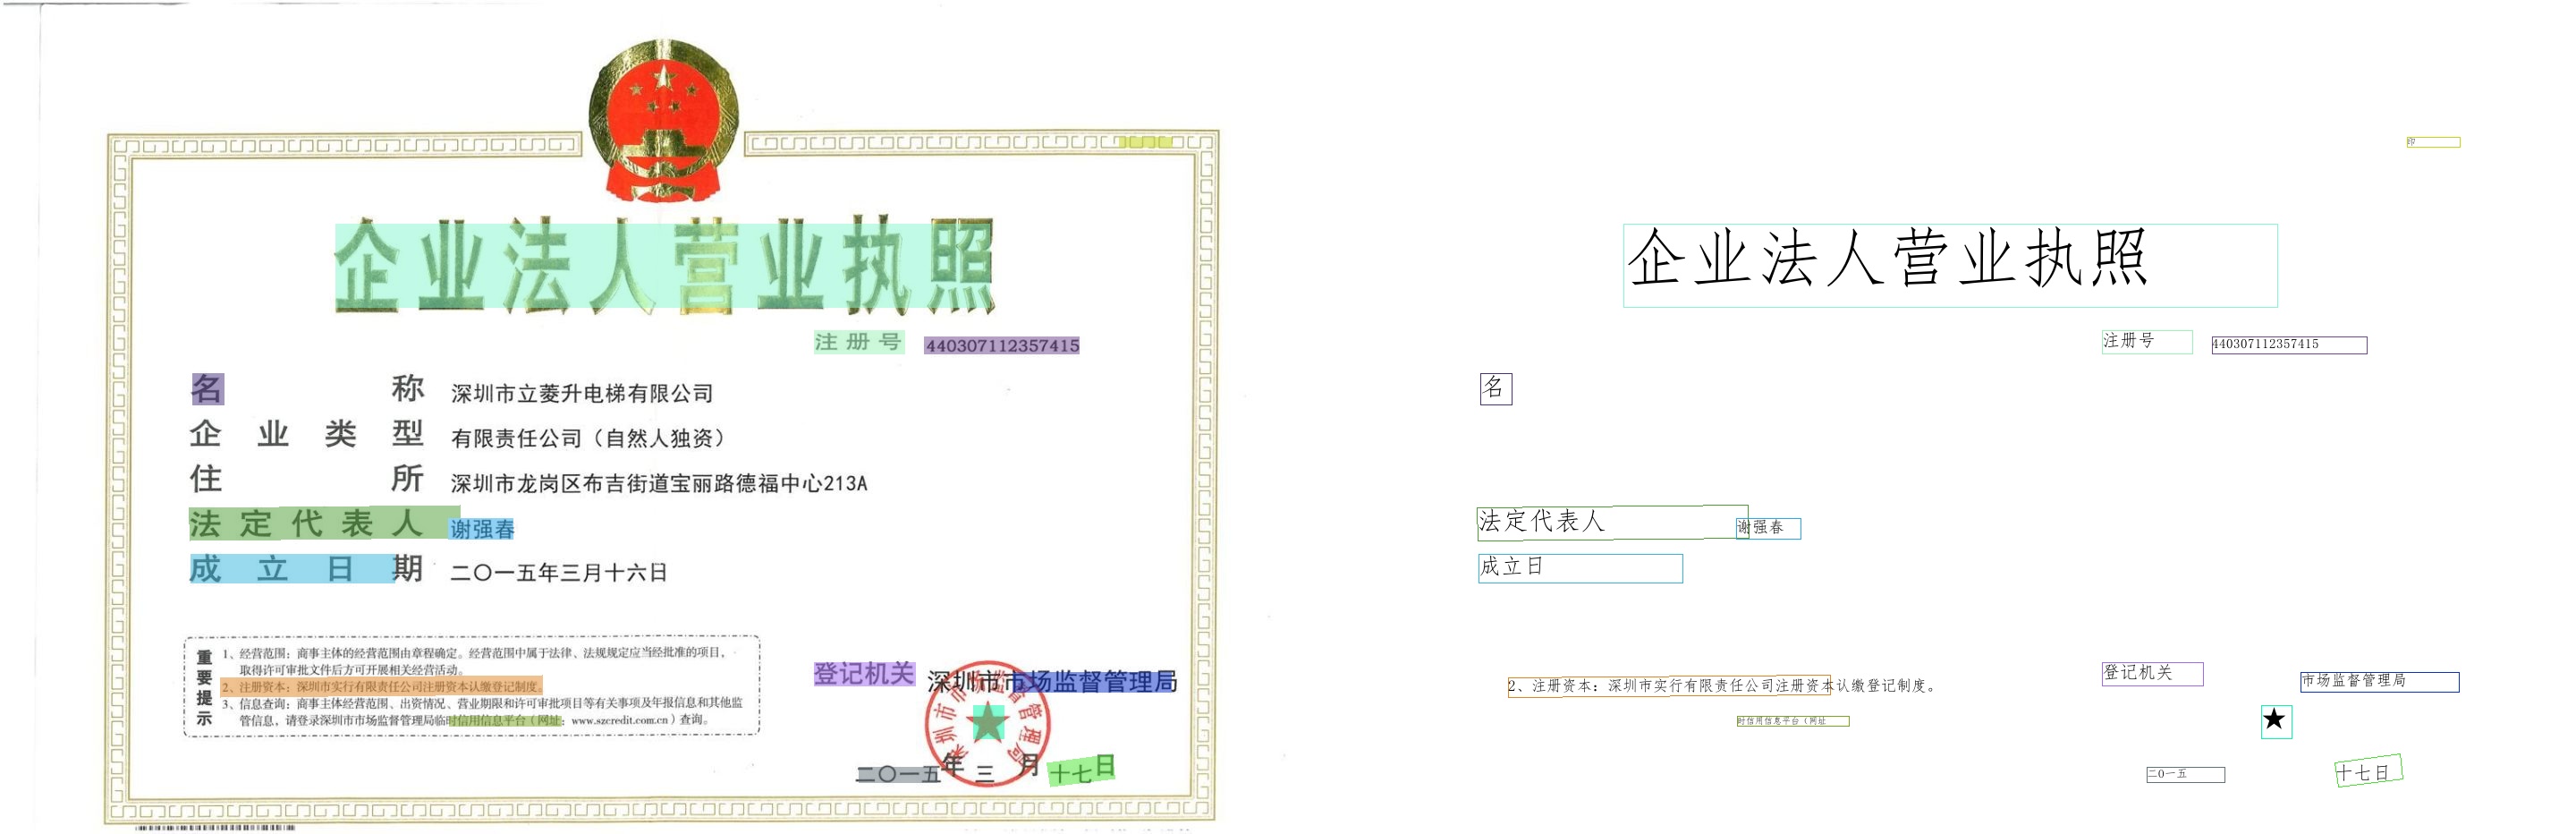 企业法人营业执照
注册号 440307112357415
名称 深圳市立菱升电梯有限公司
企业类型 有限责任公司（自然人独资）
住所 深圳市龙岗区布吉街道宝丽路德福中心213A
法定代表人 谢强春
成立日期 二〇一五年三月十六日
重要提示
1、经营范围：商事主体的经营范围由章程确定。经营范围中属于法律、法规规定应当经批准的项目，
取得许可审批文件后方可开展相关经营活动。
2、注册资本：深圳市实行有限责任公司注册资本认缴登记制度。
3、信息查询：商事主体经营范围、出资情况、营业期限和许可审批项目等有关事项及年报信息和其他监
管信息，请登录深圳市市场监督管理局临时信用信息平台（网址：www.szcredit.com.cn）查询。
登记机关 深圳市市场监督管理局
深圳市市场监督管理局
二〇一五年三月十七日
印
企业法人营业执照
注册号 440307112357415
名
法定代表人 谢强春
成立日
2、注册资本：深圳市实行有限责任公司注册资本认缴登记制度。
时信用信息平台（网址
登记机关 市场监督管理局
★
二0一五 十七日